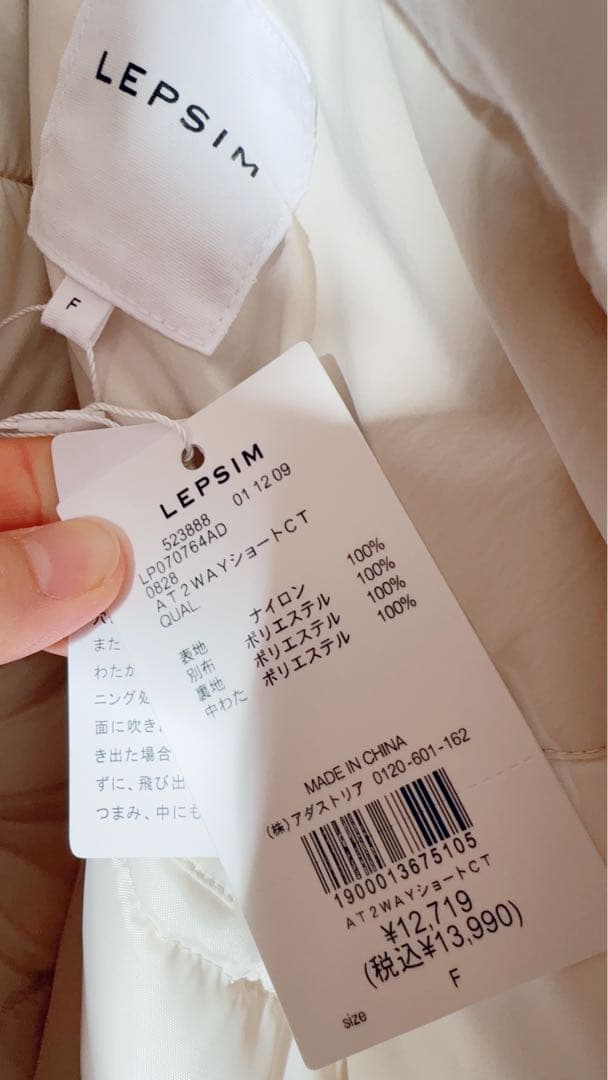 LEPSIM
F
LEPSIM
523888 01 12 09
LP070764AD
0828
AT2WAYショートCT
QUAL.
表地 ナイロン 100%
別布 ポリエステル 100%
裏地 ポリエステル 100%
中わた ポリエステル 100%
MADE IN CHINA
(株)アダストリア 0120-601-162
1900013675105
AT2WAYショートCT
¥12,719
(税込¥13,990)
F
size
また
わたか
ニング処
面に吹き
き出た場合
ずに、飛び出
つまみ、中にも